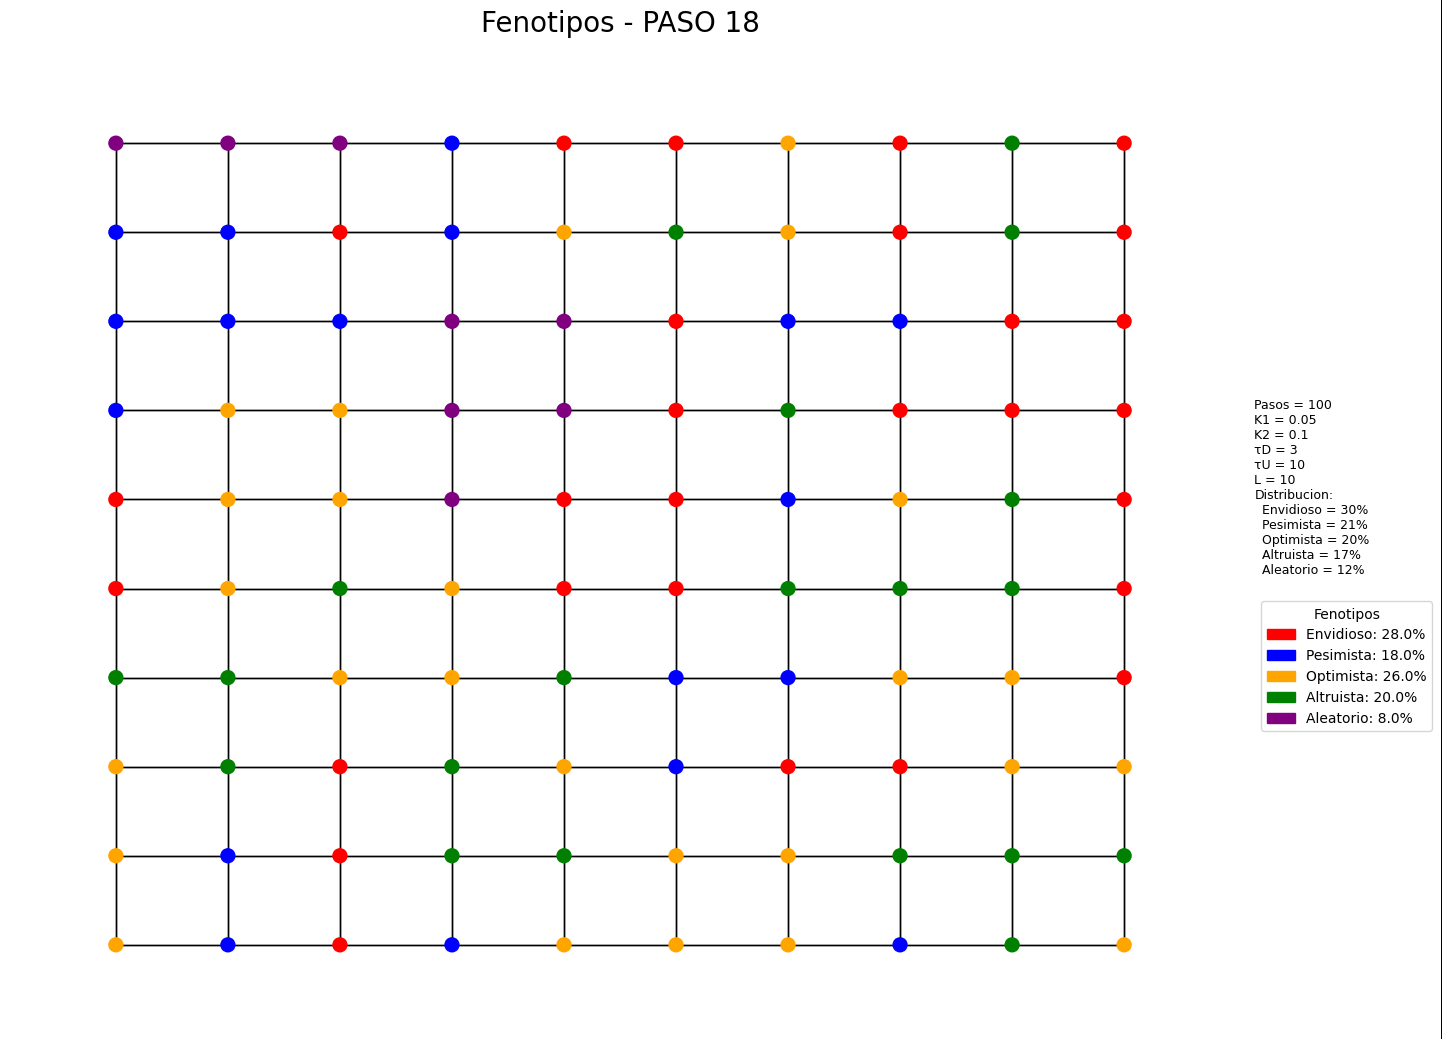 Fenotipos - PASO 18
Pasos = 100
K1 = 0.05
K2 = 0.1
τD = 3
τU = 10
L = 10
Distribucion:
Envidioso = 30%
Pesimista = 21%
Optimista = 20%
Altruista = 17%
Aleatorio = 12%
Fenotipos
Envidioso: 28.0%
Pesimista: 18.0%
Optimista: 26.0%
Altruista: 20.0%
Aleatorio: 8.0%